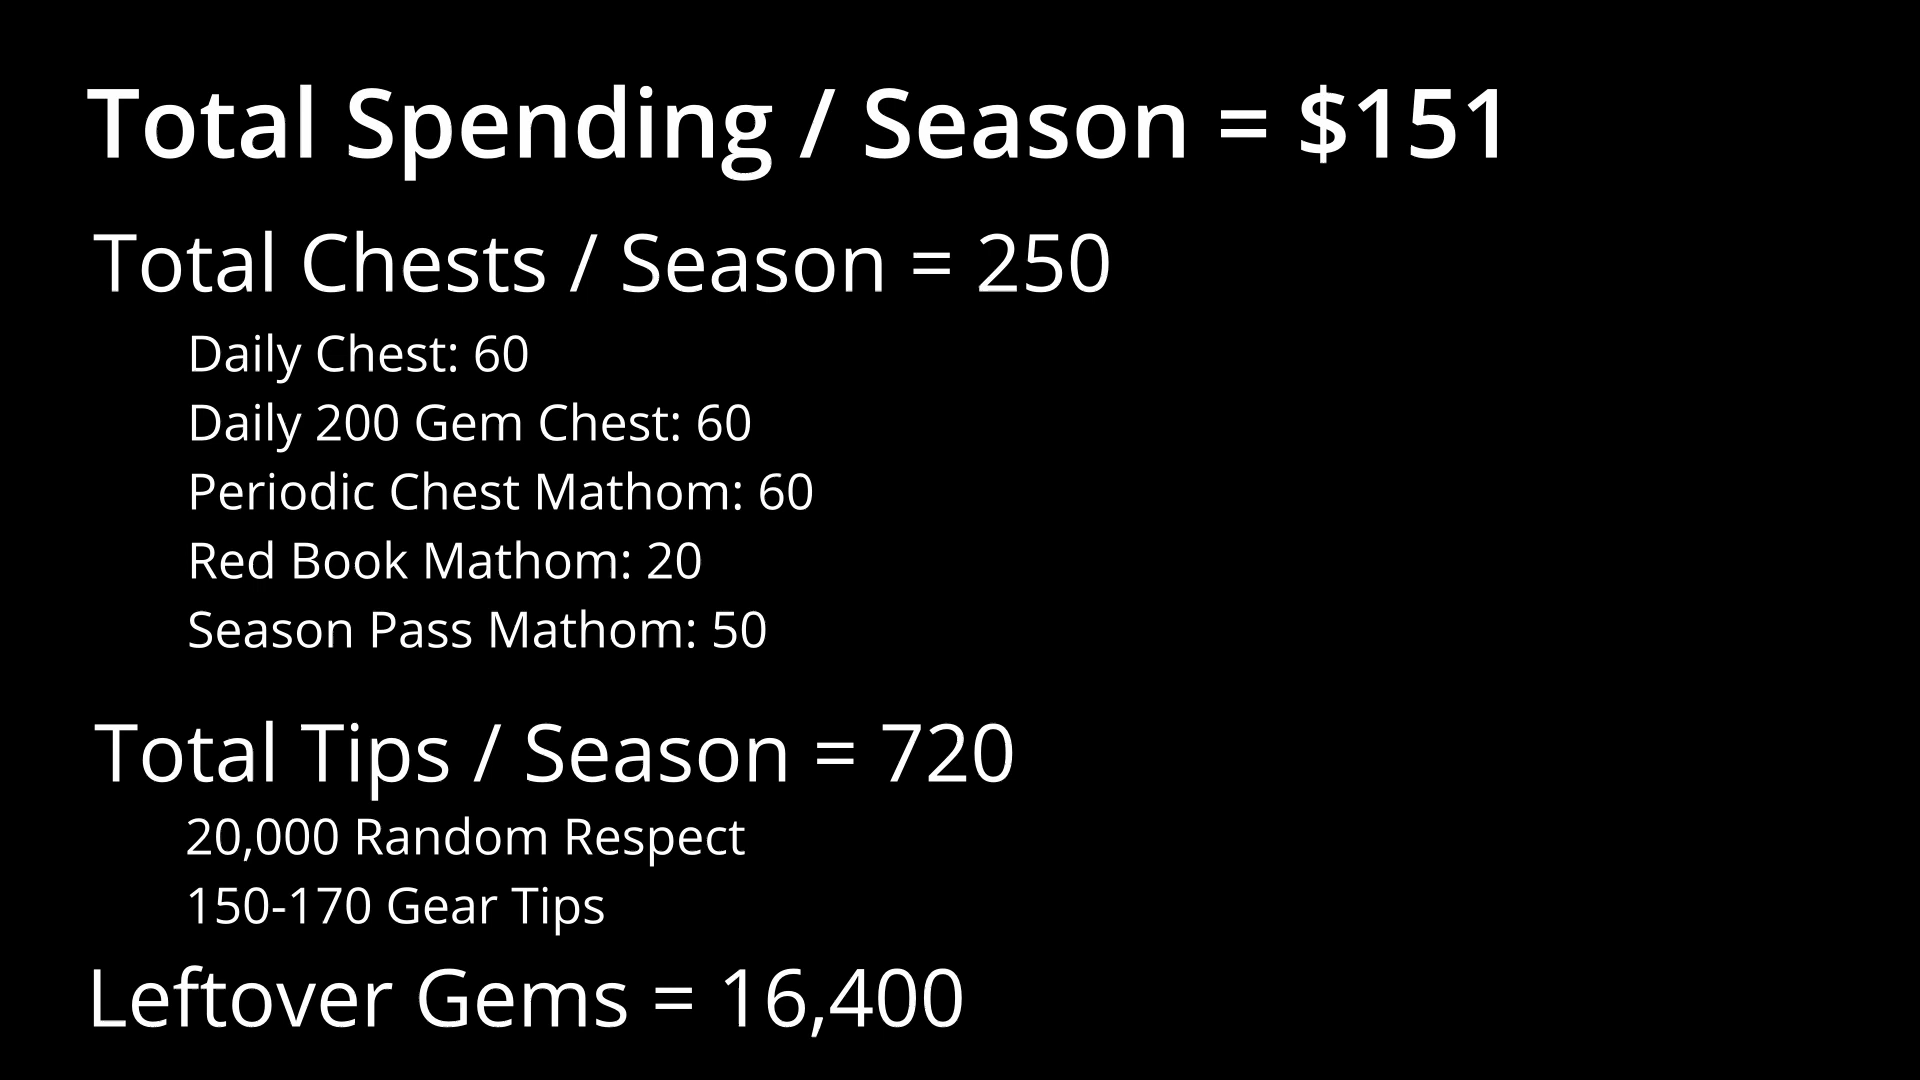 Total Spending / Season = $151
Total Chests / Season = 250
Daily Chest: 60
Daily 200 Gem Chest: 60
Periodic Chest Mathom: 60
Red Book Mathom: 20
Season Pass Mathom: 50
Total Tips / Season = 720
20,000 Random Respect
150-170 Gear Tips
Leftover Gems = 16,400